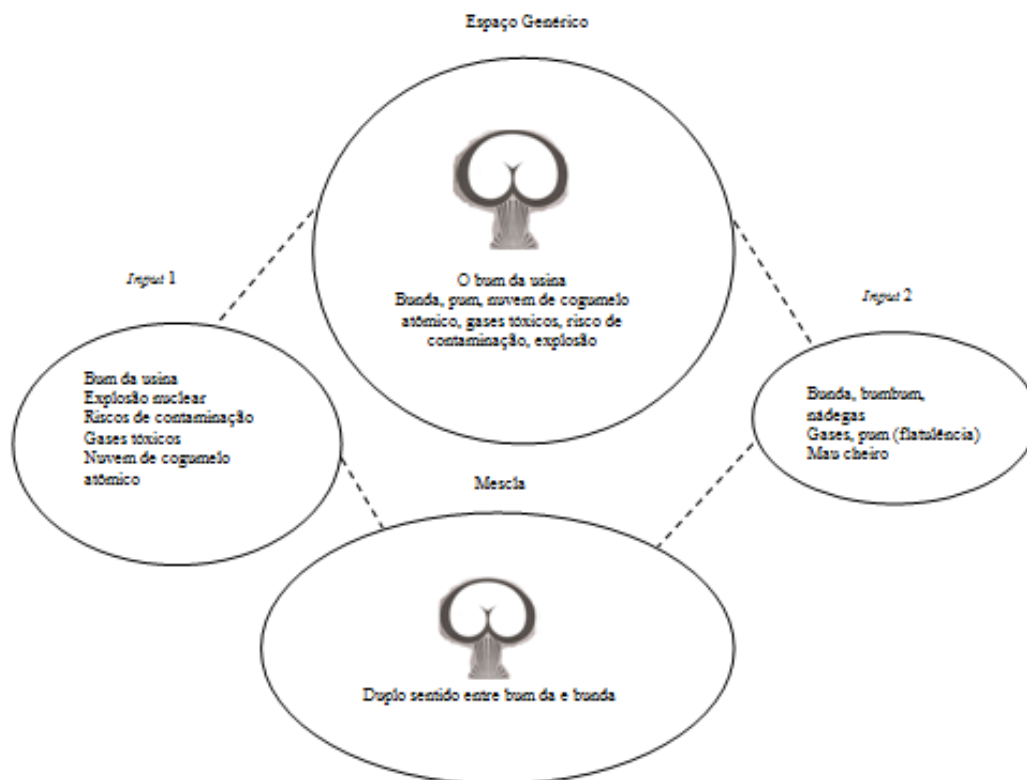 Espaço Genérico
O bum da usina
Bunda, pum, nuvem de cogumelo
atômico, gases tóxicos, risco de
contaminação, explosão
Input 1
Bum da usina
Explosão nuclear
Riscos de contaminação
Gases tóxicos
Nuvem de cogumelo
atômico
Input 2
Bunda, bumbum,
nádegas
Gases, pum (flatulência)
Mau cheiro
Mescla
Duplo sentido entre bum da e bunda